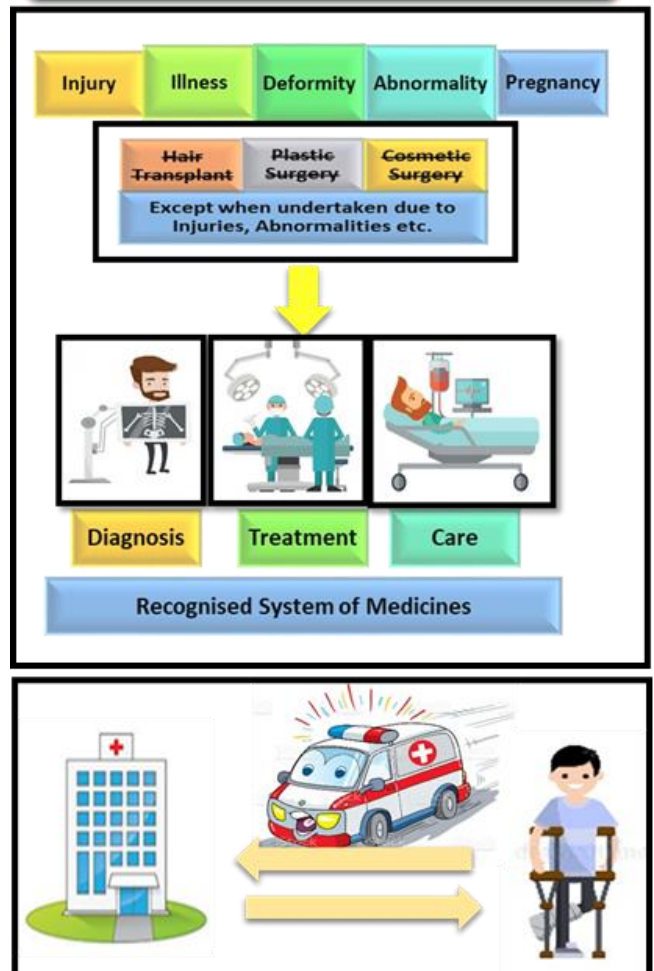 Injury Illness Deformity Abnormality Pregnancy
Hair Transplant
Plastic Surgery
Cosmetic Surgery
Except when undertaken due to
Injuries, Abnormalities etc.
Diagnosis Treatment Care
Recognised System of Medicines